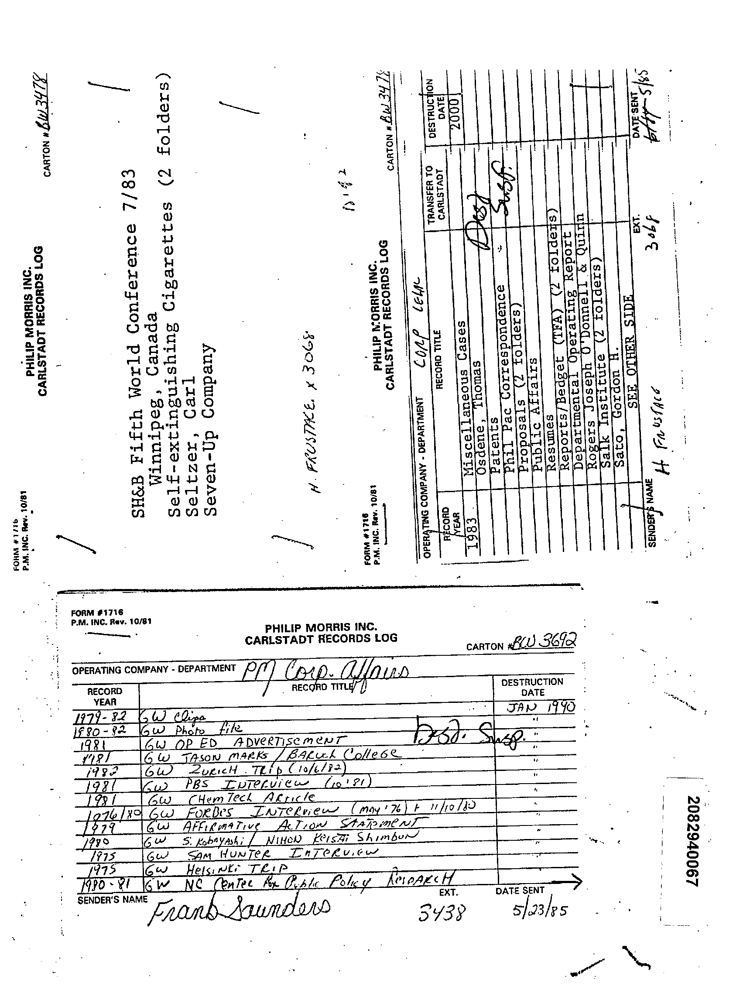 FORM #1716
P.M. INC. Rev. 10/81
PHILIP MORRIS INC.
CARLSTADT RECORDS LOG
CARTON # BW3478
SH&B Fifth World Conference 7/83
Winnipeg, Canada
Self-extinguishing Cigarettes (2 folders)
Seltzer, Carl
Seven-Up Company
H. FRUSTACE x 3068
FORM #1716
P.M. INC. Rev. 10/81
PHILIP MORRIS INC.
CARLSTADT RECORDS LOG
CARTON # BW 3478
OPERATING COMPANY - DEPARTMENT CORP LEGAL
RECORD YEAR
RECORD TITLE
TRANSFER TO CARLSTADT
DESTRUCTION DATE
1983 Miscellaneous Cases 2000
Osdene, Thomas
Patents
Phil Pac Correspondence
Proposals (2 folders)
Public Affairs
Resumes
Reports/Bedget (TFA) (2 folders)
Departmental Operating Report
Rogers Joseph O'Donnell & Quinn
Salk Institute (2 folders)
Sato, Gordon H.
SEE OTHER SIDE
Dest Susp.
SENDER'S NAME H FRUSTACE
EXT. 3068
DATE SENT 5/85
FORM #1716
P.M. INC. Rev. 10/81
PHILIP MORRIS INC.
CARLSTADT RECORDS LOG
CARTON # BW 3692
OPERATING COMPANY - DEPARTMENT PM Corp. Affairs
RECORD YEAR
RECORD TITLE
DESTRUCTION DATE
JAN 1990
1979-82 GW Clips "
1980-82 GW Photo file "
1981 GW OP ED ADVERTISEMENT Dest. Susp. "
1981 GW JASON MARKS / BARUCH College "
1982 GW ZURICH TRIP (10/6/82) "
1981 GW PBS INTERVIEW (10/81) "
1981 GW CHEMTECH ARTICLE "
1976/80 GW FORBES INTERVIEW (MAY '76) & 11/10/80 "
1979 GW AFFIRMATIVE ACTION STATEMENT "
1980 GW S. Kobayashi / NIHON KEIZAI Shimbun "
1975 GW SAM HUNTER INTERVIEW "
1975 GW HELSINKI TRIP "
1980-81 GW NC Center For Public Policy RESEARCH
SENDER'S NAME Frank Saunders
EXT. 3438
DATE SENT 5/23/85
2082940067